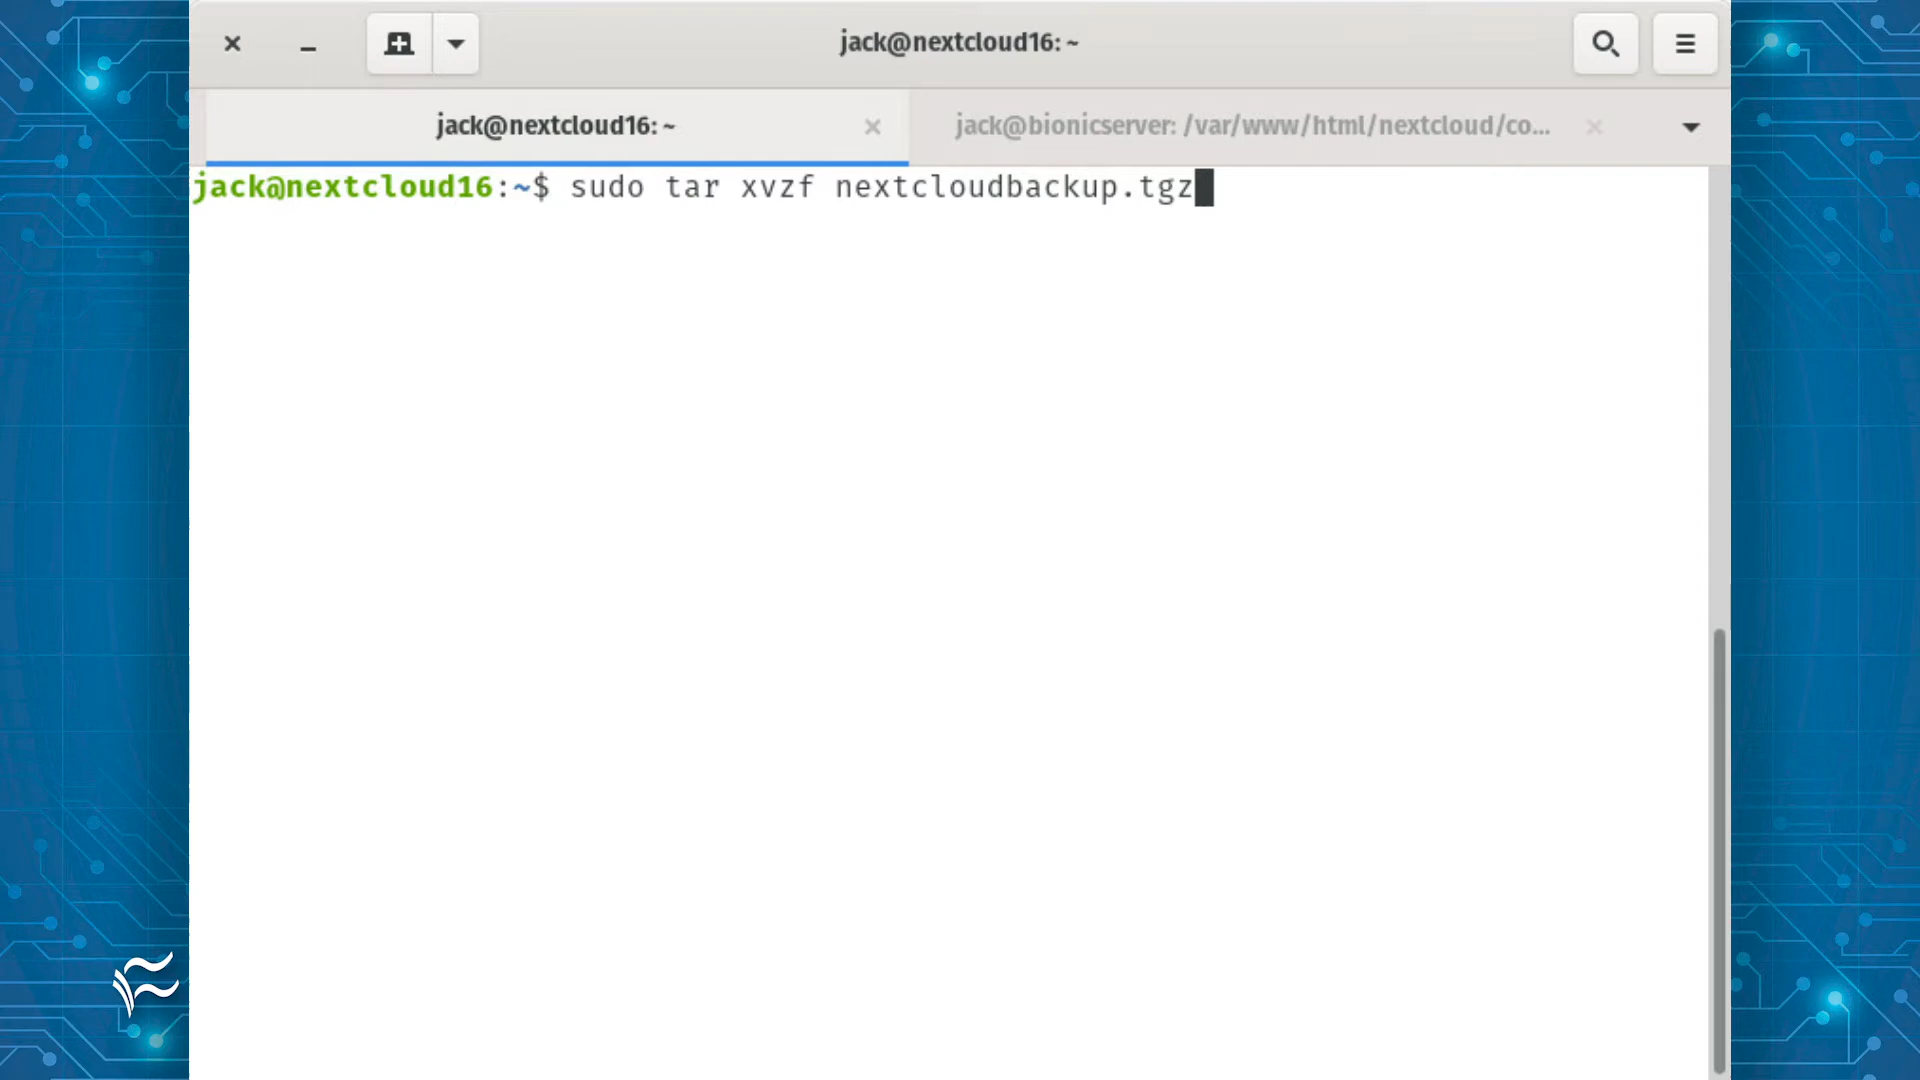 jack@nextcloud16: ~
jack@nextcloud16: ~
jack@bionicserver: /var/www/html/nextcloud/co...
jack@nextcloud16:~$ sudo tar xvzf nextcloudbackup.tgz